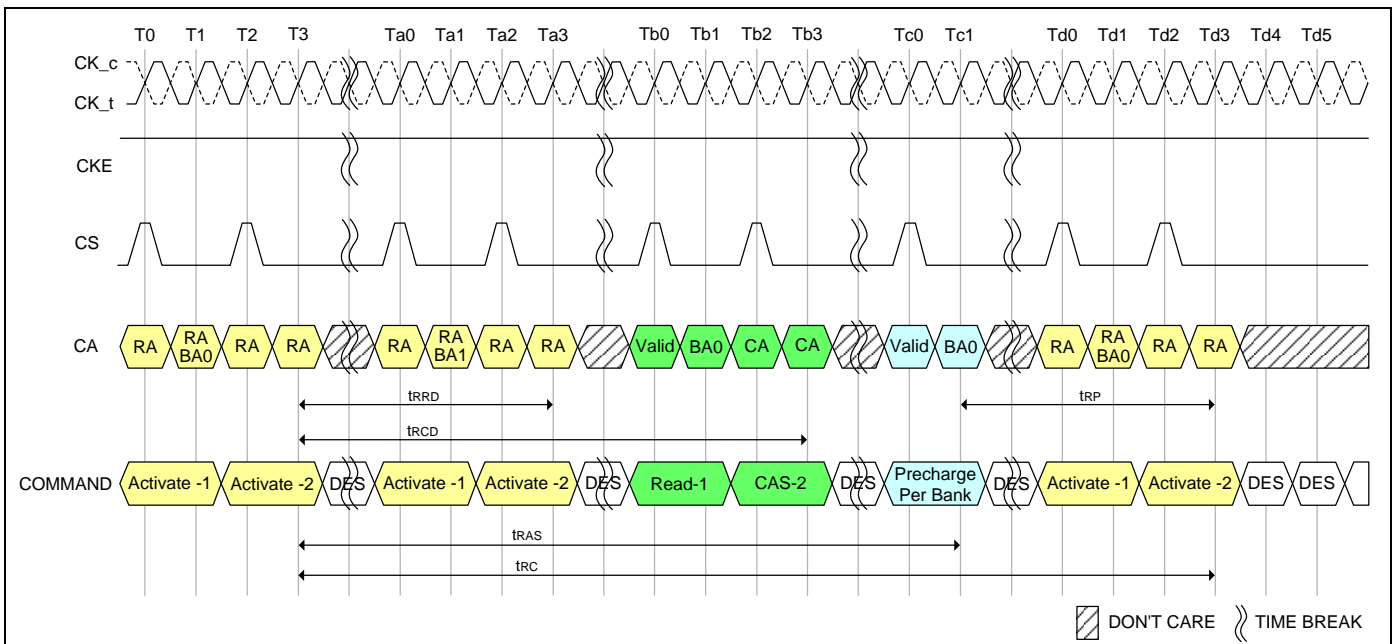 T0 T1 T2 T3 Ta0 Ta1 Ta2 Ta3 Tb0 Tb1 Tb2 Tb3 Tc0 Tc1 Td0 Td1 Td2 Td3 Td4 Td5
CK_c
CK_t
CKE
CS
CA RA RA BA0 RA RA RA RA BA1 RA RA Valid BA0 CA CA Valid BA0 RA RA BA0 RA RA
tRRD tRP
tRCD
COMMAND Activate -1 Activate -2 DES Activate -1 Activate -2 DES Read-1 CAS-2 DES Precharge Per Bank DES Activate -1 Activate -2 DES DES
tRAS
tRC
DON'T CARE TIME BREAK